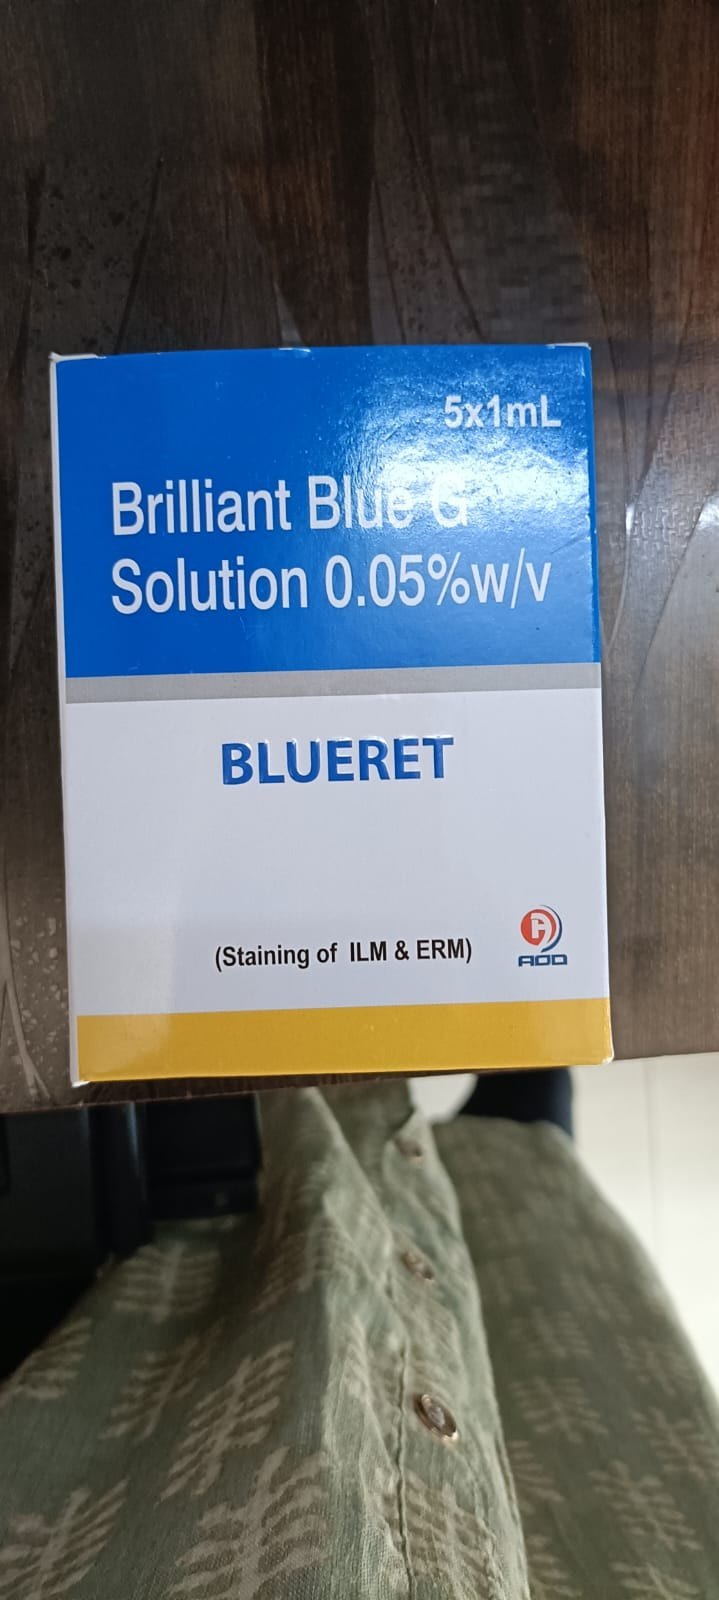 5x1mL
Brilliant Blue G
Solution 0.05%w/v
BLUERET
(Staining of ILM & ERM)
AOD